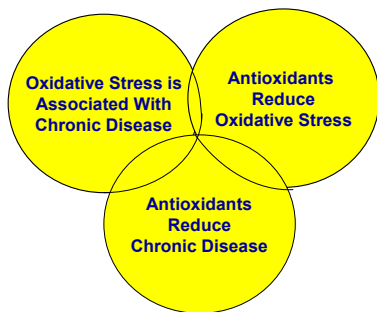 Oxidative Stress is
Associated With
Chronic Disease
Antioxidants
Reduce
Oxidative Stress
Antioxidants
Reduce
Chronic Disease